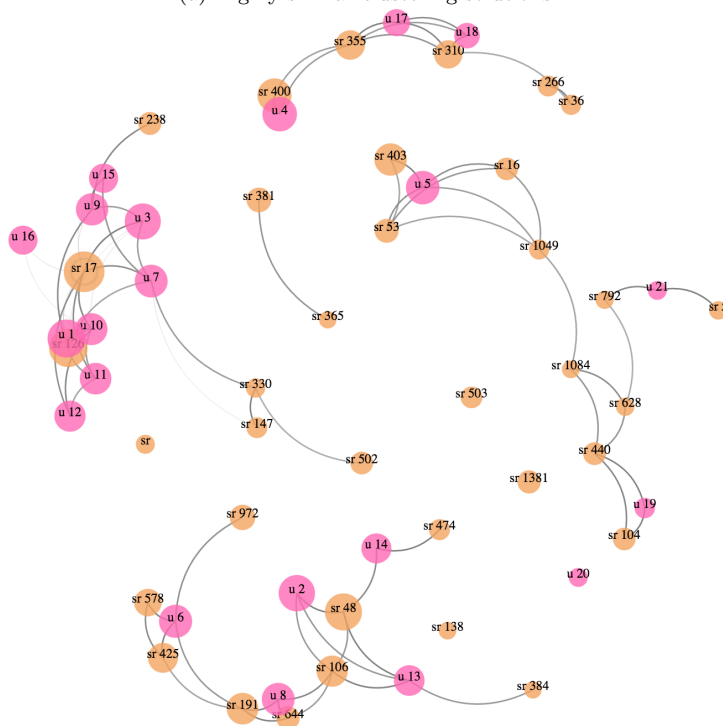 u 17
u 18
sr 355
sr 310
sr 266
sr 400
sr 36
u 4
sr 238
sr 403
sr 16
u 15
u 5
sr 381
u 9
u 3
sr 53
u 16
sr 1049
sr 17
u 7
u 21
sr 792
sr 365
u 10
u 1
sr 126
sr 1084
u 11
sr 330
sr 503
sr 628
u 12
sr 147
sr
sr 440
sr 502
sr 1381
u 19
sr 972
sr 474
sr 104
u 14
u 20
u 2
sr 578
sr 48
u 6
sr 138
sr 425
sr 106
u 13
sr 384
u 8
sr 191
sr 644